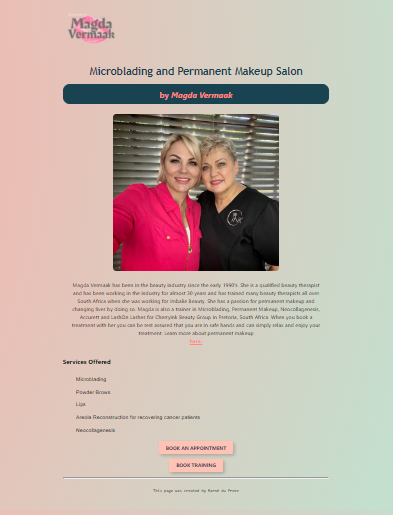 Magda
Vermaak
Microblading and Permanent Makeup Salon
by Magda Vermaak
Magda Vermaak has been in the beauty industry since the early 1990's. She is a qualified beauty therapist
and has been working in the industry for almost 30 years and has trained many beauty therapists all over
South Africa when she was working for Imbalie Beauty. She has a passion for permanent makeup and
changing lives by doing so. Magda is also a trainer in Microblading, Permanent Makeup, Neocollagenesis,
Accuent and LashOn Lashes for CherryInk Beauty Group in Pretoria, South Africa. When you book a
treatment with her you can be rest assured that you are in safe hands and can simply relax and enjoy your
treatment. Learn more about permanent makeup
here.
Services Offered
Microblading
Powder Brows
Lips
Areola Reconstruction for recovering cancer patients
Neocollagenesis
BOOK AN APPOINTMENT
BOOK TRAINING
This page was created by